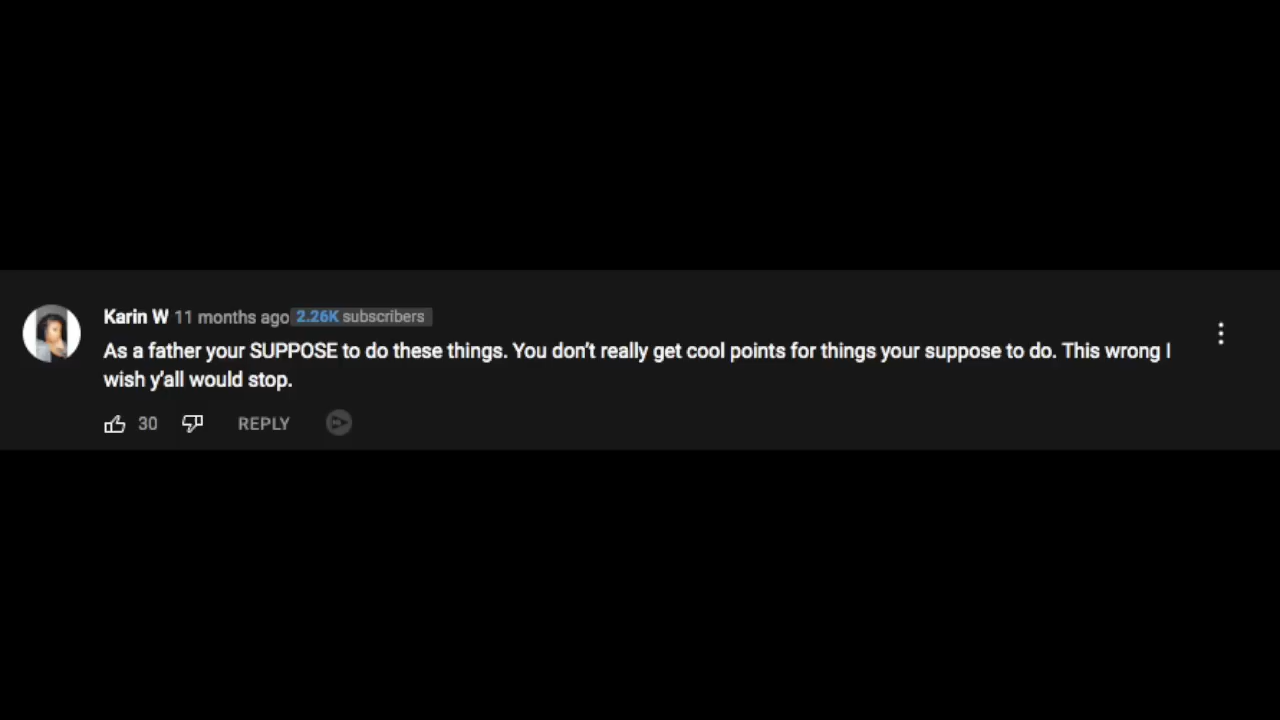 Karin W 11 months ago 2.26K subscribers
As a father your SUPPOSE to do these things. You don't really get cool points for things your suppose to do. This wrong I
wish y'all would stop.
30 REPLY